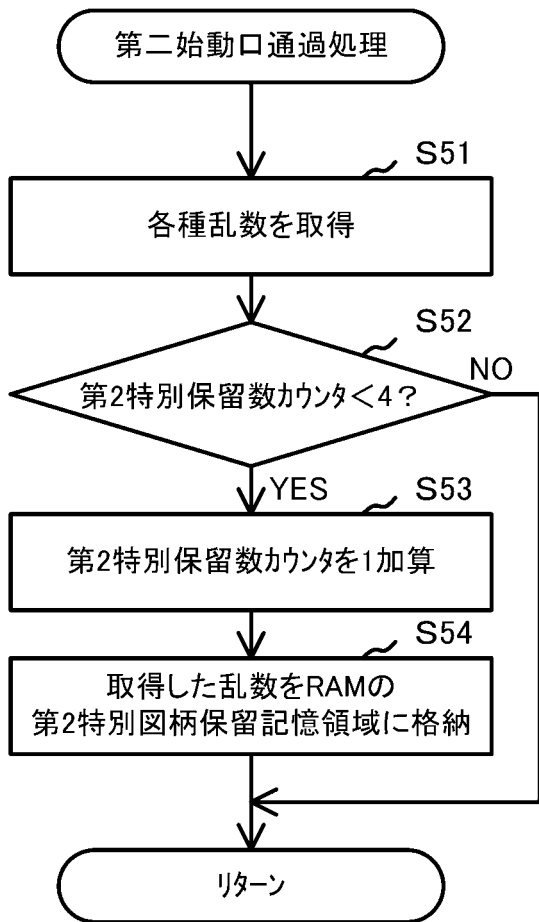 第二始動口通過処理
S51
各種乱数を取得
S52
第2特別保留数カウンタ<4?
NO
YES
S53
第2特別保留数カウンタを1加算
S54
取得した乱数をRAMの
第2特別図柄保留記憶領域に格納
リターン